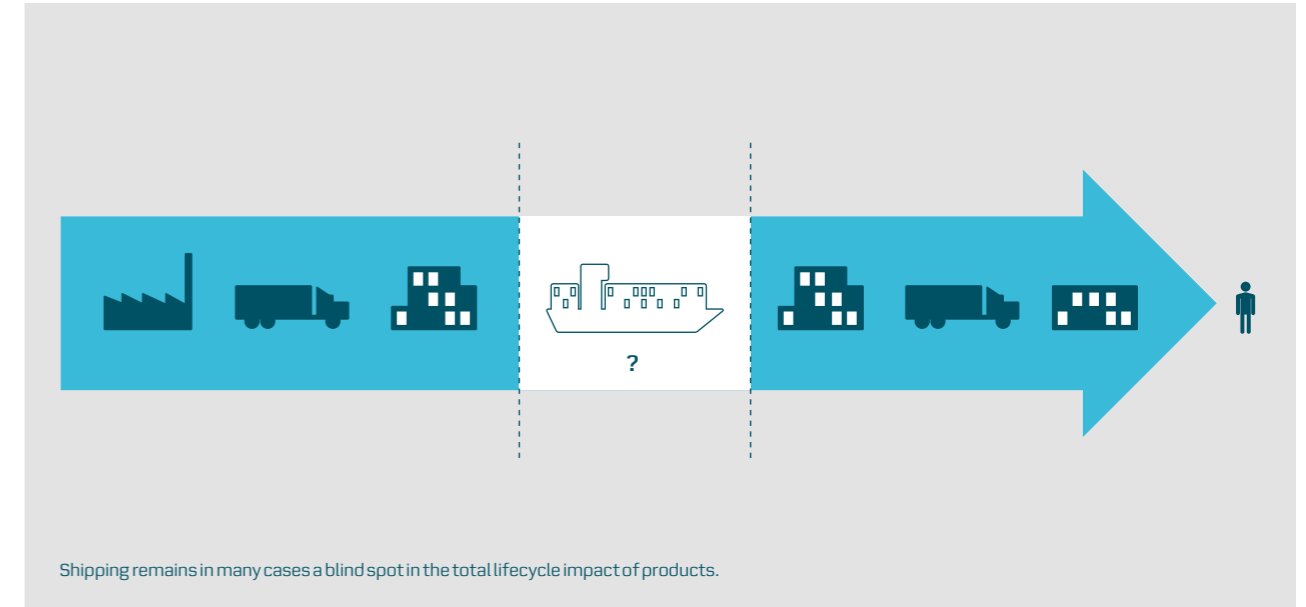 ?
Shipping remains in many cases a blind spot in the total lifecycle impact of products.